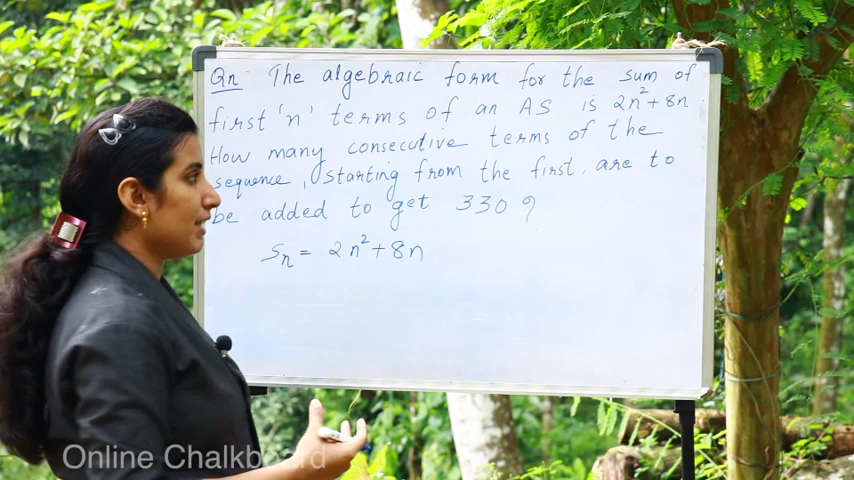 Qn The algebraic form for the sum of
first 'n' terms of an AS is 2n²+8n
How many consecutive terms of the
sequence, starting from the first, are to
be added to get 330?
Sn = 2n²+8n
Online Chalkboard